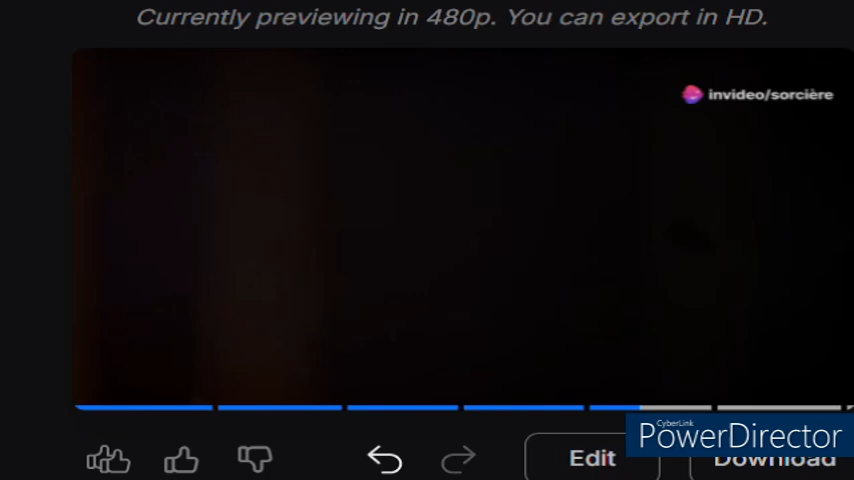 Currently previewing in 480p. You can export in HD.
invideo/sorcière
CyberLink
PowerDirector
Edit
Download